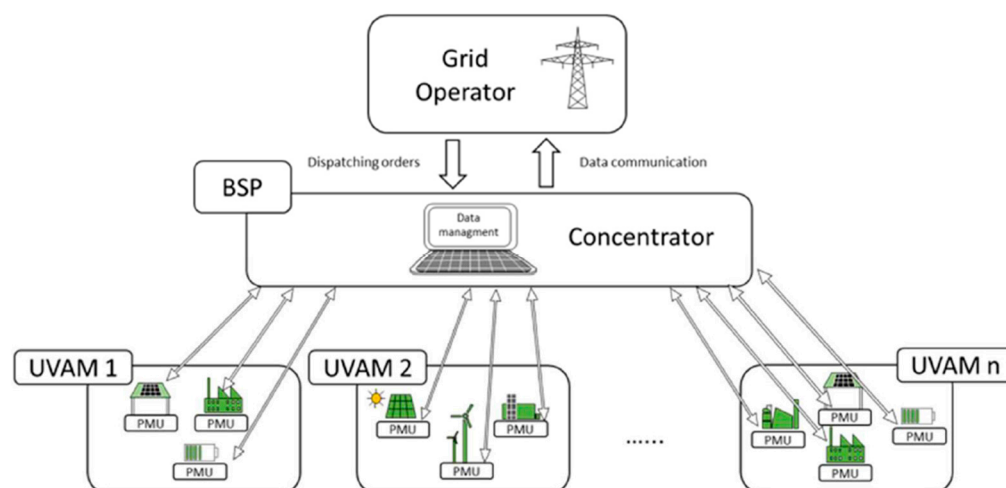 Grid
Operator
Dispatching orders
Data communication
BSP
Data
managment
Concentrator
UVAM 1
UVAM 2
UVAM n
PMU
PMU
PMU
PMU
PMU
PMU
PMU
PMU
PMU
PMU
......